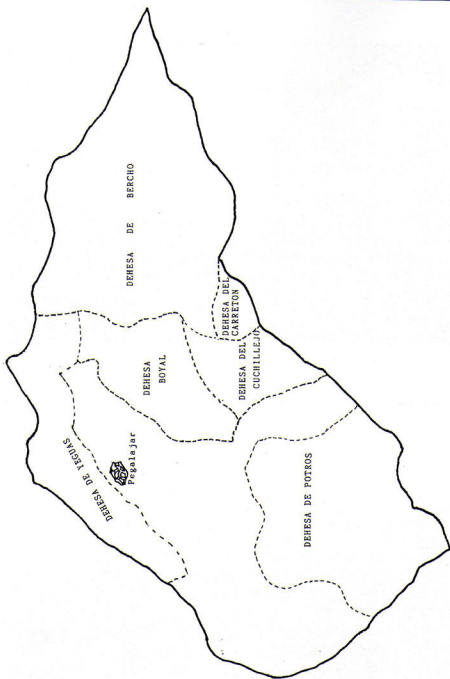 DEHESA DE BERCHO
DEHESA DEL
CARRETON
DEHESA DEL
CUCHILLEJO
DEHESA
BOYAL
DEHESA DE YEGUAS
Pegalajar
DEHESA DE POTROS